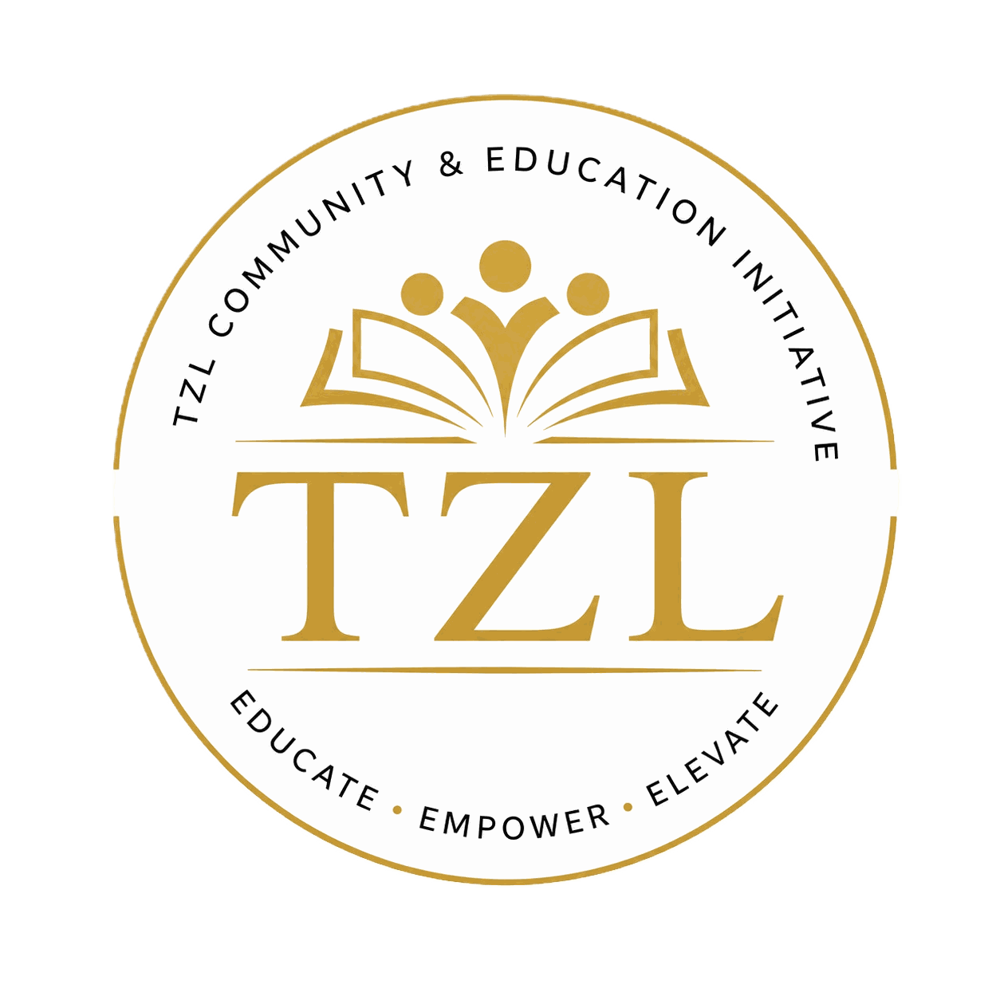 TZL COMMUNITY & EDUCATION INITIATIVE
TZL
EDUCATE • EMPOWER • ELEVATE